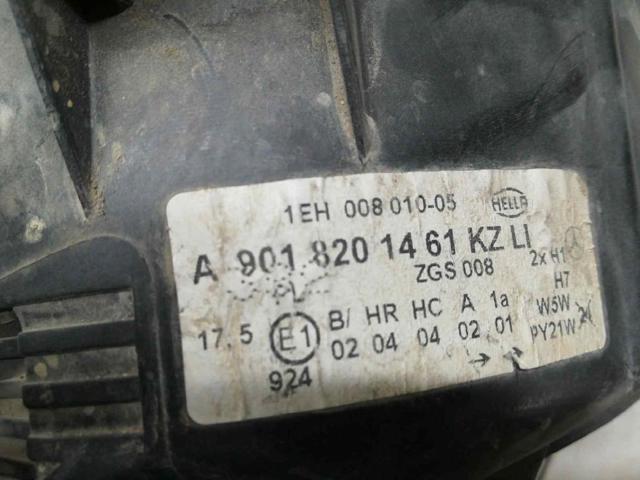 1EH 008 010-05 HELLA
A 901 820 14 61 KZ LI
ZGS 008
2x H1
H7
W5W
PY21W
17,5 E1 B/ HR HC A 1a
02 04 04 02 01
924